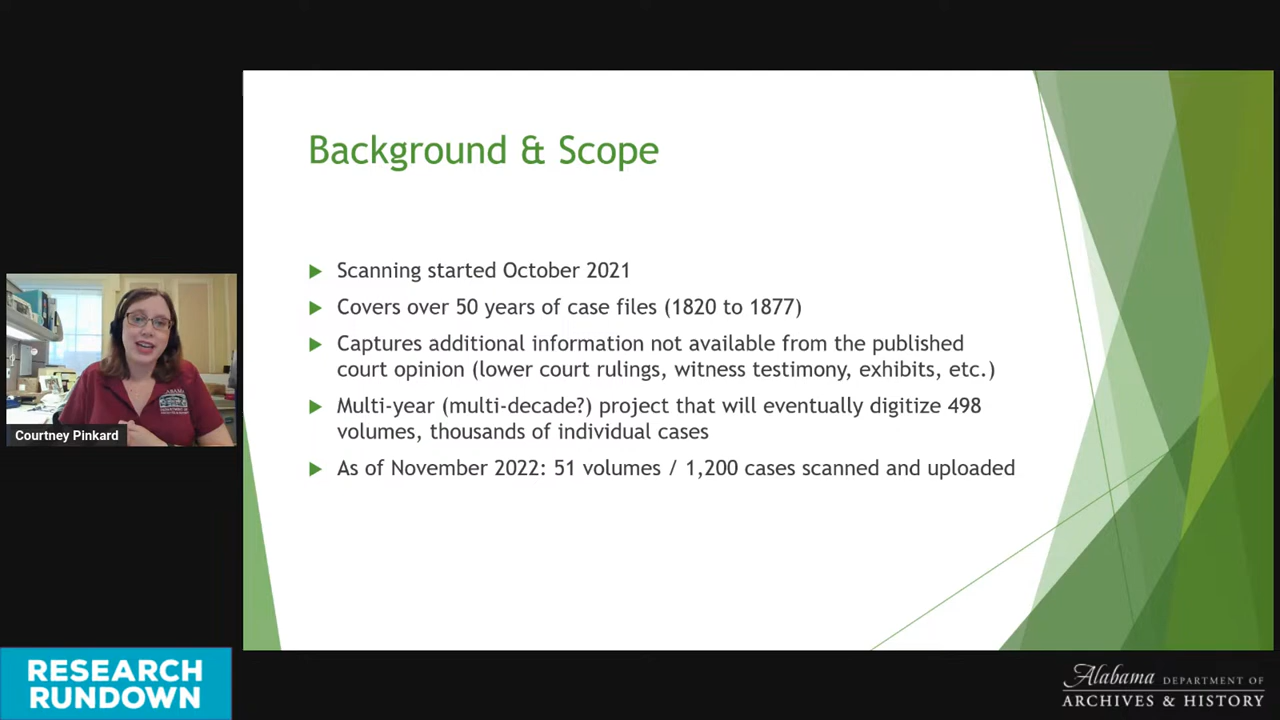 Background & Scope
Scanning started October 2021
Covers over 50 years of case files (1820 to 1877)
Captures additional information not available from the published
court opinion (lower court rulings, witness testimony, exhibits, etc.)
Multi-year (multi-decade?) project that will eventually digitize 498
volumes, thousands of individual cases
As of November 2022: 51 volumes / 1,200 cases scanned and uploaded
Courtney Pinkard
RESEARCH
RUNDOWN
Alabama DEPARTMENT OF
ARCHIVES & HISTORY